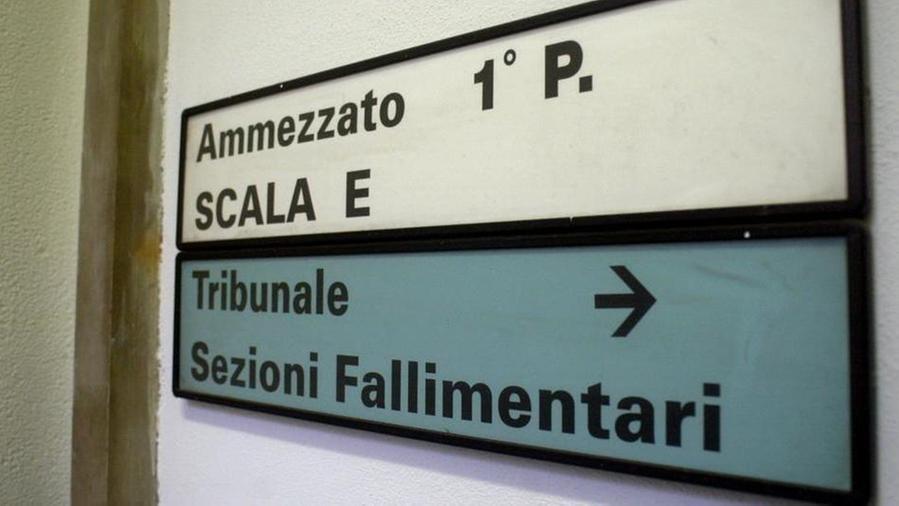 Ammezzato 1° P.
SCALA E
Tribunale →
Sezioni Fallimentari